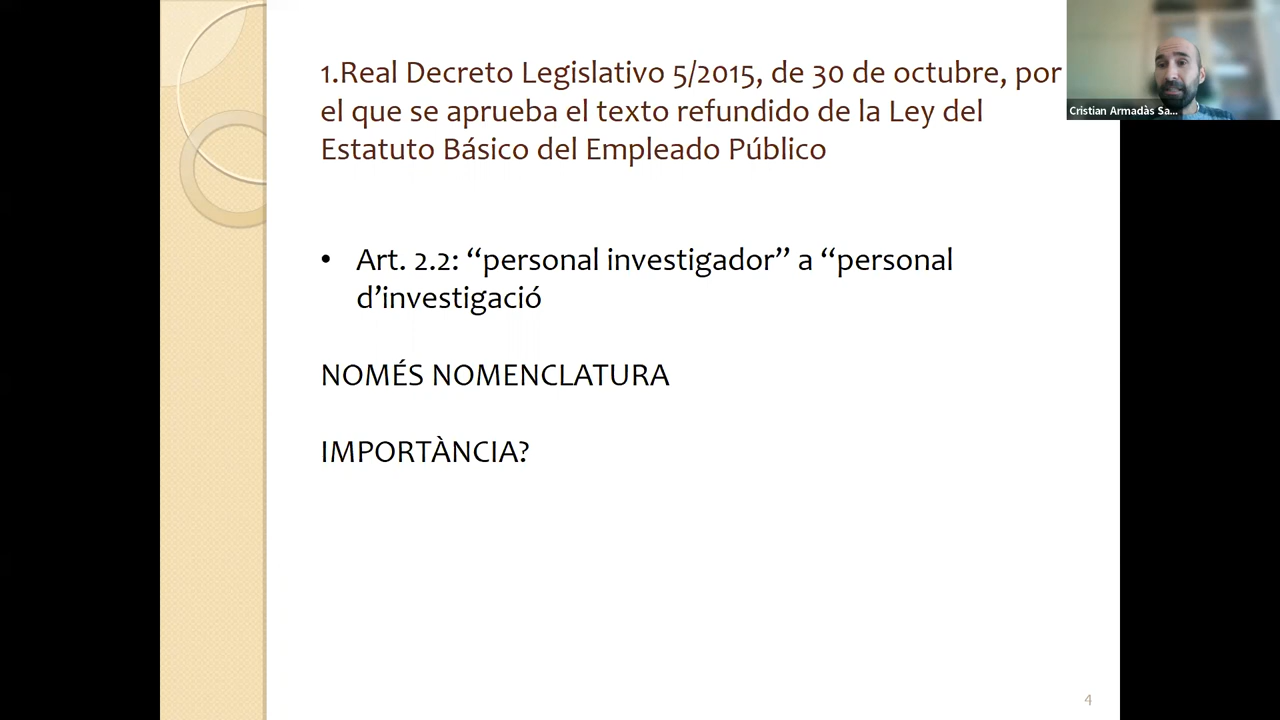 1.Real Decreto Legislativo 5/2015, de 30 de octubre, por
el que se aprueba el texto refundido de la Ley del
Estatuto Básico del Empleado Público
Cristian Armadàs Sa...
• Art. 2.2: “personal investigador” a “personal
d’investigació
NOMÉS NOMENCLATURA
IMPORTÀNCIA?
4